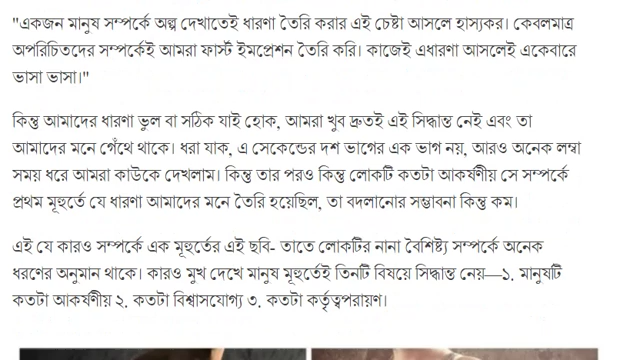 "একজন মানুষ সম্পর্কে অল্প দেখাতেই ধারণা তৈরি করার এই চেষ্টা আসলে হাস্যকর। কেবলমাত্র
অপরিচিতদের সম্পর্কেই আমরা ফার্স্ট ইমপ্রেশন তৈরি করি। কাজেই এধারণা আসলেই একেবারে
ভাসা ভাসা।"
কিন্তু আমাদের ধারণা ভুল বা সঠিক যাই হোক, আমরা খুব দ্রুতই এই সিদ্ধান্ত নেই এবং তা
আমাদের মনে গেঁথে থাকে। ধরা যাক, এ সেকেন্ডের দশ ভাগের এক ভাগ নয়, আরও অনেক লম্বা
সময় ধরে আমরা কাউকে দেখলাম। কিন্তু তার পরও কিন্তু লোকটি কতটা আকর্ষণীয় সে সম্পর্কে
প্রথম মূহুর্তে যে ধারণা আমাদের মনে তৈরি হয়েছিল, তা বদলানোর সম্ভাবনা কিন্তু কম।
এই যে কারও সম্পর্কে এক মূহুর্তের এই ছবি- তাতে লোকটির নানা বৈশিষ্ট্য সম্পর্কে অনেক
ধরণের অনুমান থাকে। কারও মুখ দেখে মানুষ মূহুর্তেই তিনটি বিষয়ে সিদ্ধান্ত নেয়—১. মানুষটি
কতটা আকর্ষণীয় ২. কতটা বিশ্বাসযোগ্য ৩. কতটা কর্তৃত্বপরায়ণ।